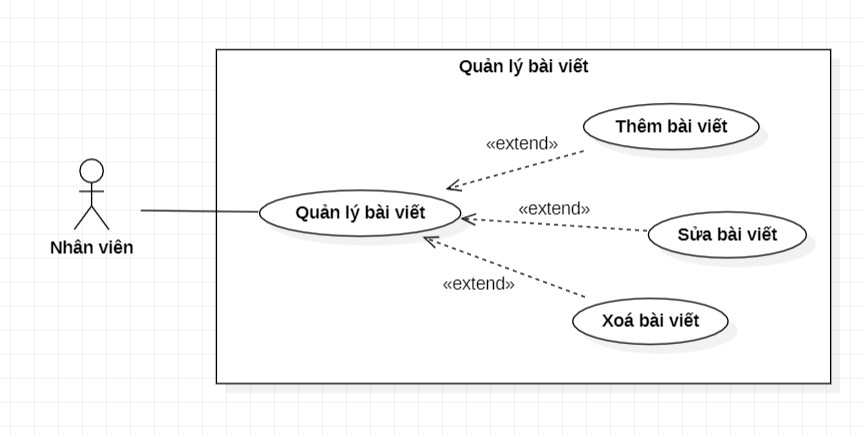 Quản lý bài viết
Thêm bài viết
«extend»
Quản lý bài viết
«extend»
Sửa bài viết
Nhân viên
«extend»
Xoá bài viết